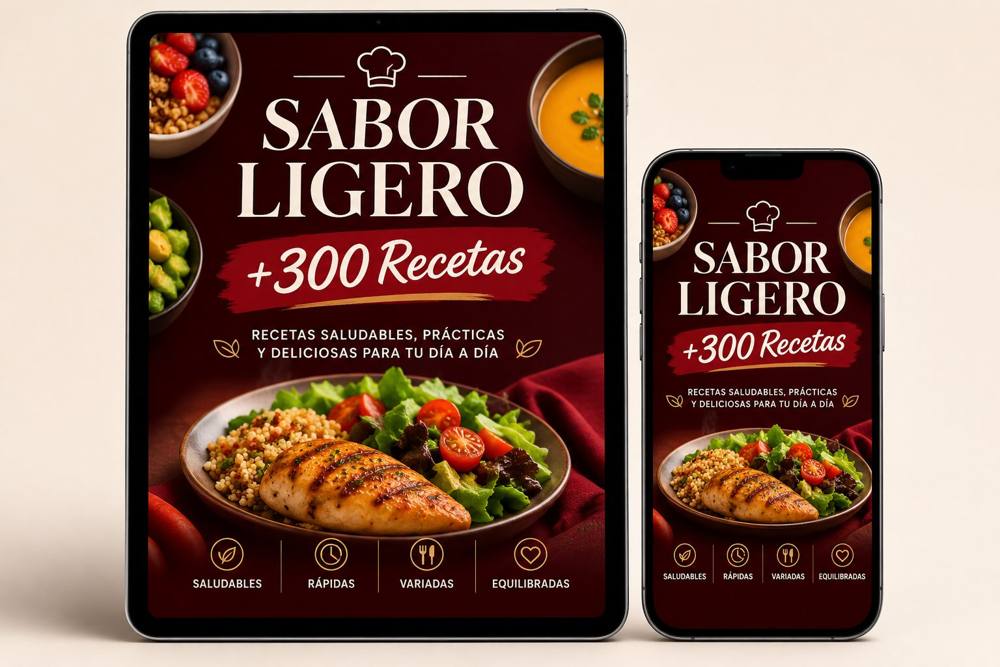 SABOR
LIGERO
+300 Recetas
RECETAS SALUDABLES, PRÁCTICAS
Y DELICIOSAS PARA TU DÍA A DÍA
SALUDABLES
RÁPIDAS
VARIADAS
EQUILIBRADAS
SABOR
LIGERO
+300 Recetas
RECETAS SALUDABLES, PRÁCTICAS
Y DELICIOSAS PARA TU DÍA A DÍA
SALUDABLES
RÁPIDAS
VARIADAS
EQUILIBRADAS